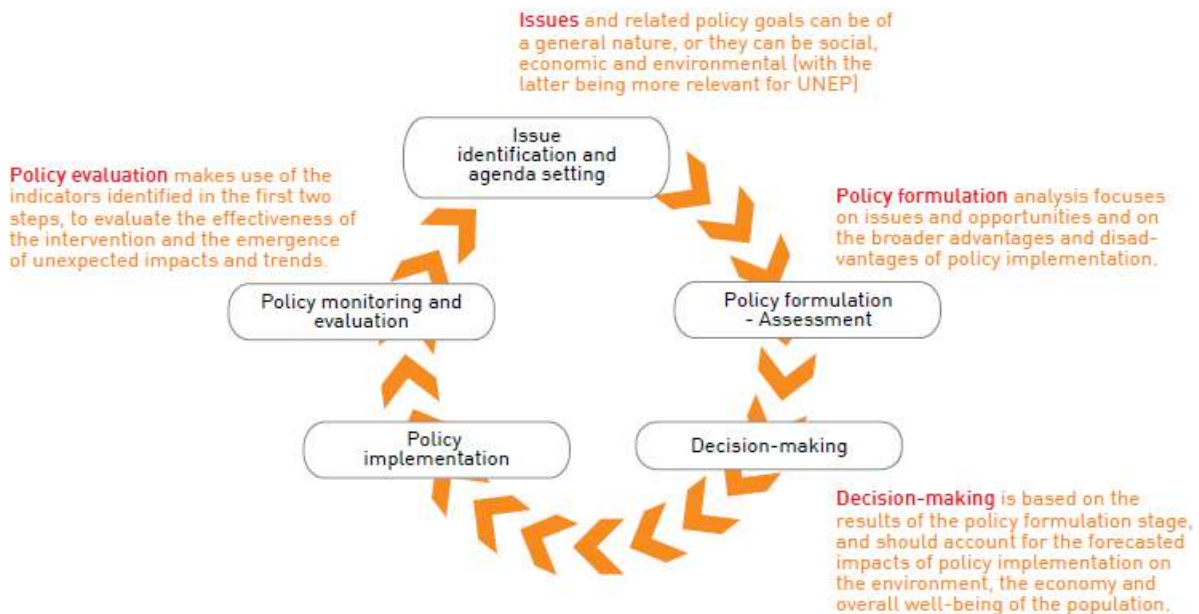 Issues and related policy goals can be of
a general nature, or they can be social,
economic and environmental (with the
latter being more relevant for UNEP)
Issue
identification and
agenda setting
Policy evaluation makes use of the
indicators identified in the first two
steps, to evaluate the effectiveness of
the intervention and the emergence
of unexpected impacts and trends.
Policy formulation analysis focuses
on issues and opportunities and on
the broader advantages and disad-
vantages of policy implementation.
Policy monitoring and
evaluation
Policy formulation
- Assessment
Policy
implementation
Decision-making
Decision-making is based on the
results of the policy formulation stage,
and should account for the forecasted
impacts of policy implementation on
the environment, the economy and
overall well-being of the population.